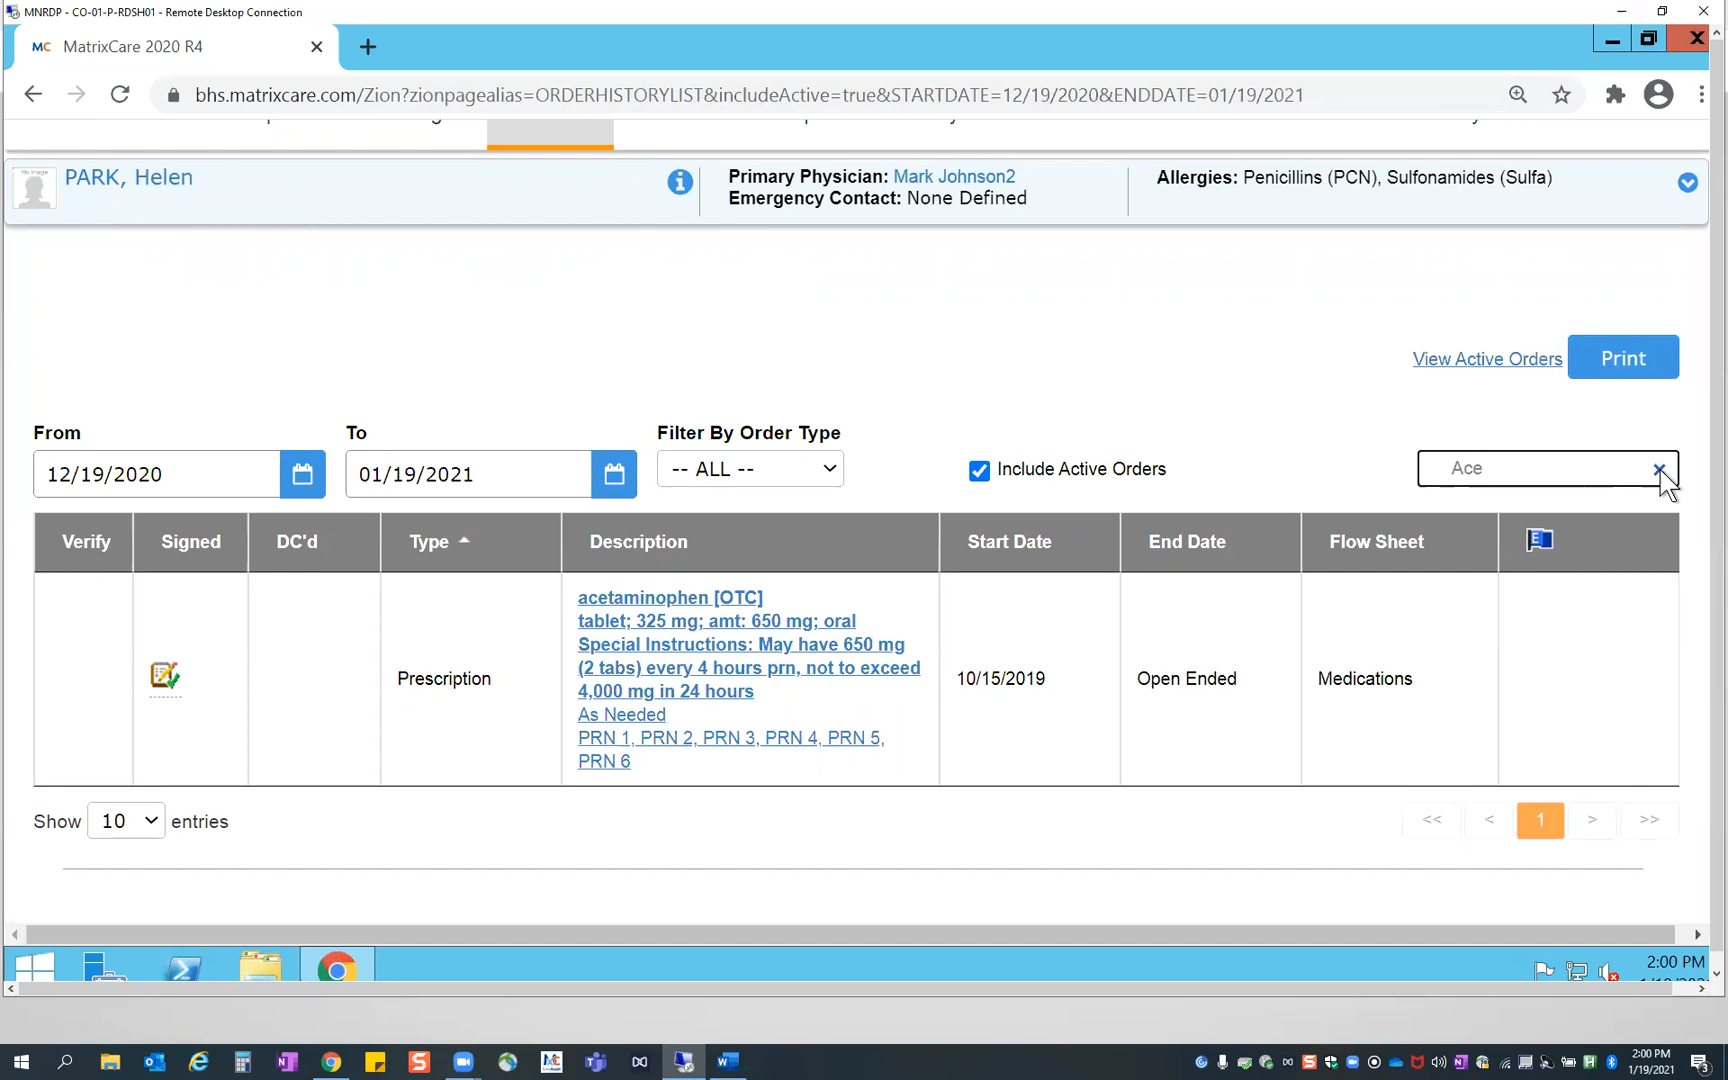 MNRDP - CO-01-P-RDSH01 - Remote Desktop Connection
MC MatrixCare 2020 R4
bhs.matrixcare.com/Zion?zionpagealias=ORDERHISTORYLIST&includeActive=true&STARTDATE=12/19/2020&ENDDATE=01/19/2021
No Image
PARK, Helen
Primary Physician: Mark Johnson2
Emergency Contact: None Defined
Allergies: Penicillins (PCN), Sulfonamides (Sulfa)
View Active Orders
Print
From
To
Filter By Order Type
12/19/2020
01/19/2021
-- ALL --
Include Active Orders
Ace
Verify
Signed
DC'd
Type
Description
Start Date
End Date
Flow Sheet
E
Prescription
acetaminophen [OTC]
tablet; 325 mg; amt: 650 mg; oral
Special Instructions: May have 650 mg
(2 tabs) every 4 hours prn, not to exceed
4,000 mg in 24 hours
As Needed
PRN 1, PRN 2, PRN 3, PRN 4, PRN 5,
PRN 6
10/15/2019
Open Ended
Medications
Show 10 entries
<< < 1 > >>
2:00 PM
2:00 PM
1/19/2021
3